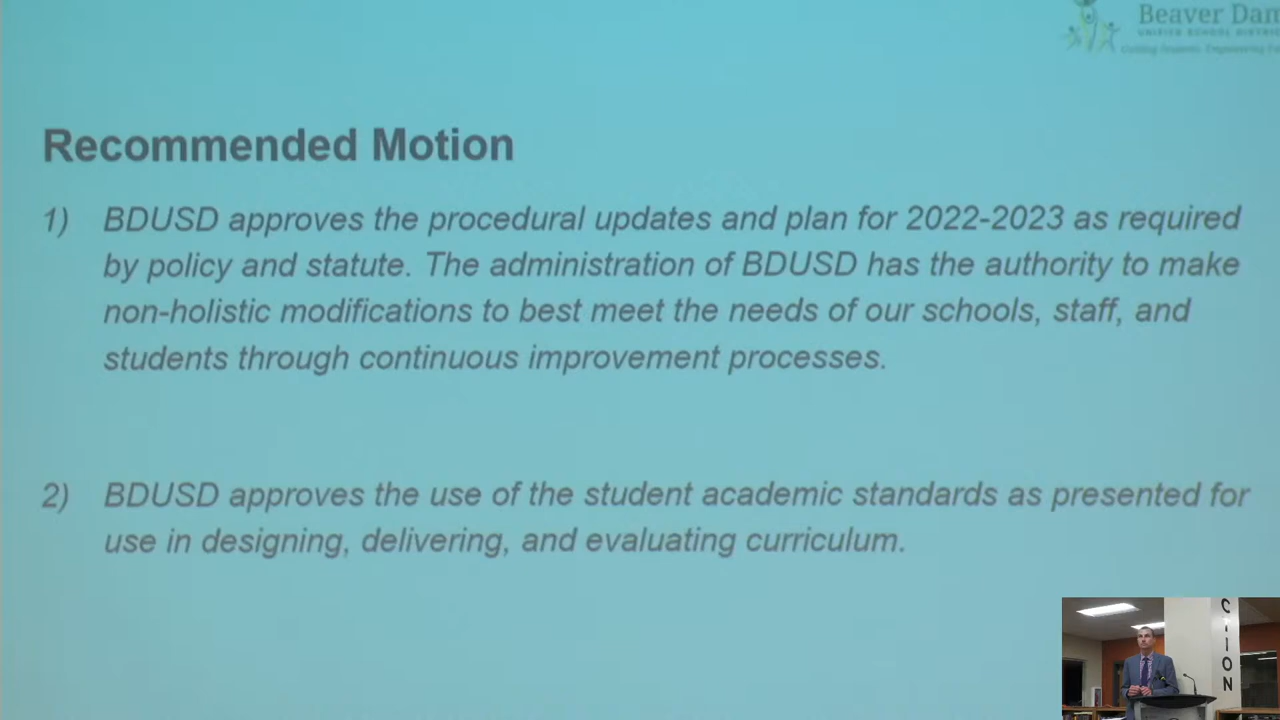 Beaver Dam
UNIFIED SCHOOL DISTRI
Recommended Motion
1) BDUSD approves the procedural updates and plan for 2022-2023 as required
by policy and statute. The administration of BDUSD has the authority to make
non-holistic modifications to best meet the needs of our schools, staff, and
students through continuous improvement processes.
2) BDUSD approves the use of the student academic standards as presented for
use in designing, delivering, and evaluating curriculum.